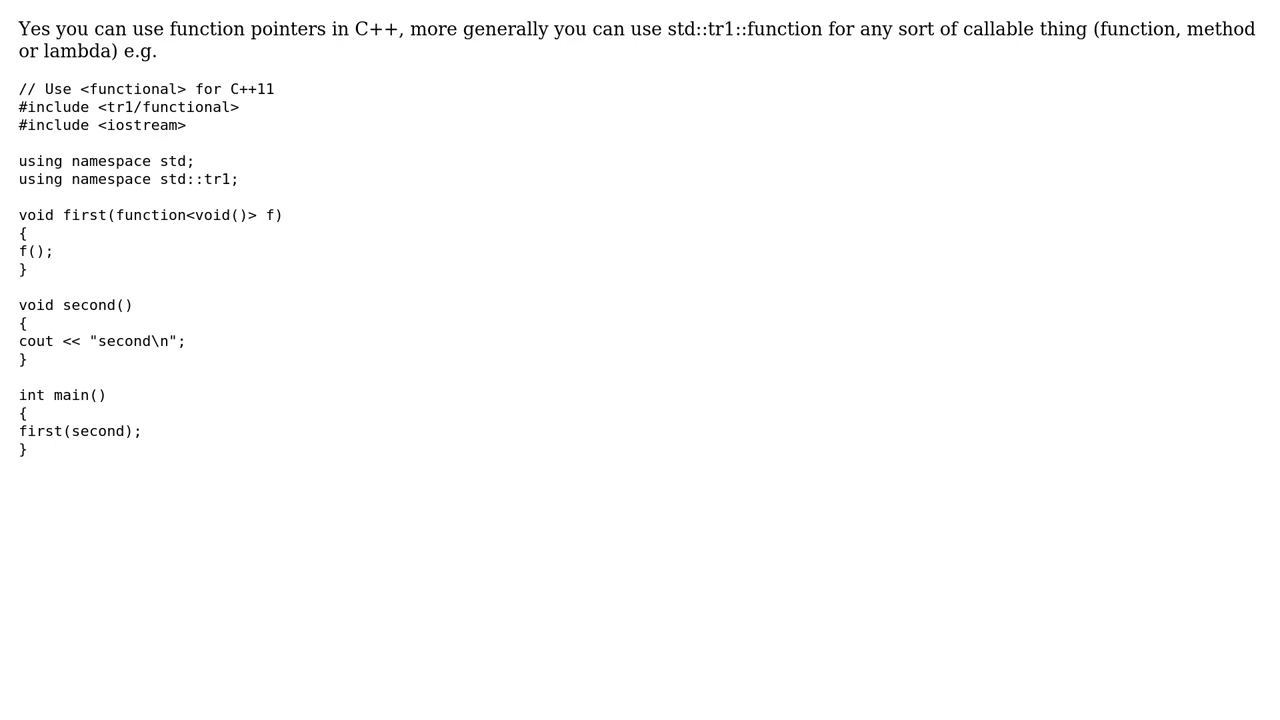 Yes you can use function pointers in C++, more generally you can use std::tr1::function for any sort of callable thing (function, method
or lambda) e.g.
// Use <functional> for C++11
#include <tr1/functional>
#include <iostream>
using namespace std;
using namespace std::tr1;
void first(function<void()> f)
{
f();
}
void second()
{
cout << "second\n";
}
int main()
{
first(second);
}